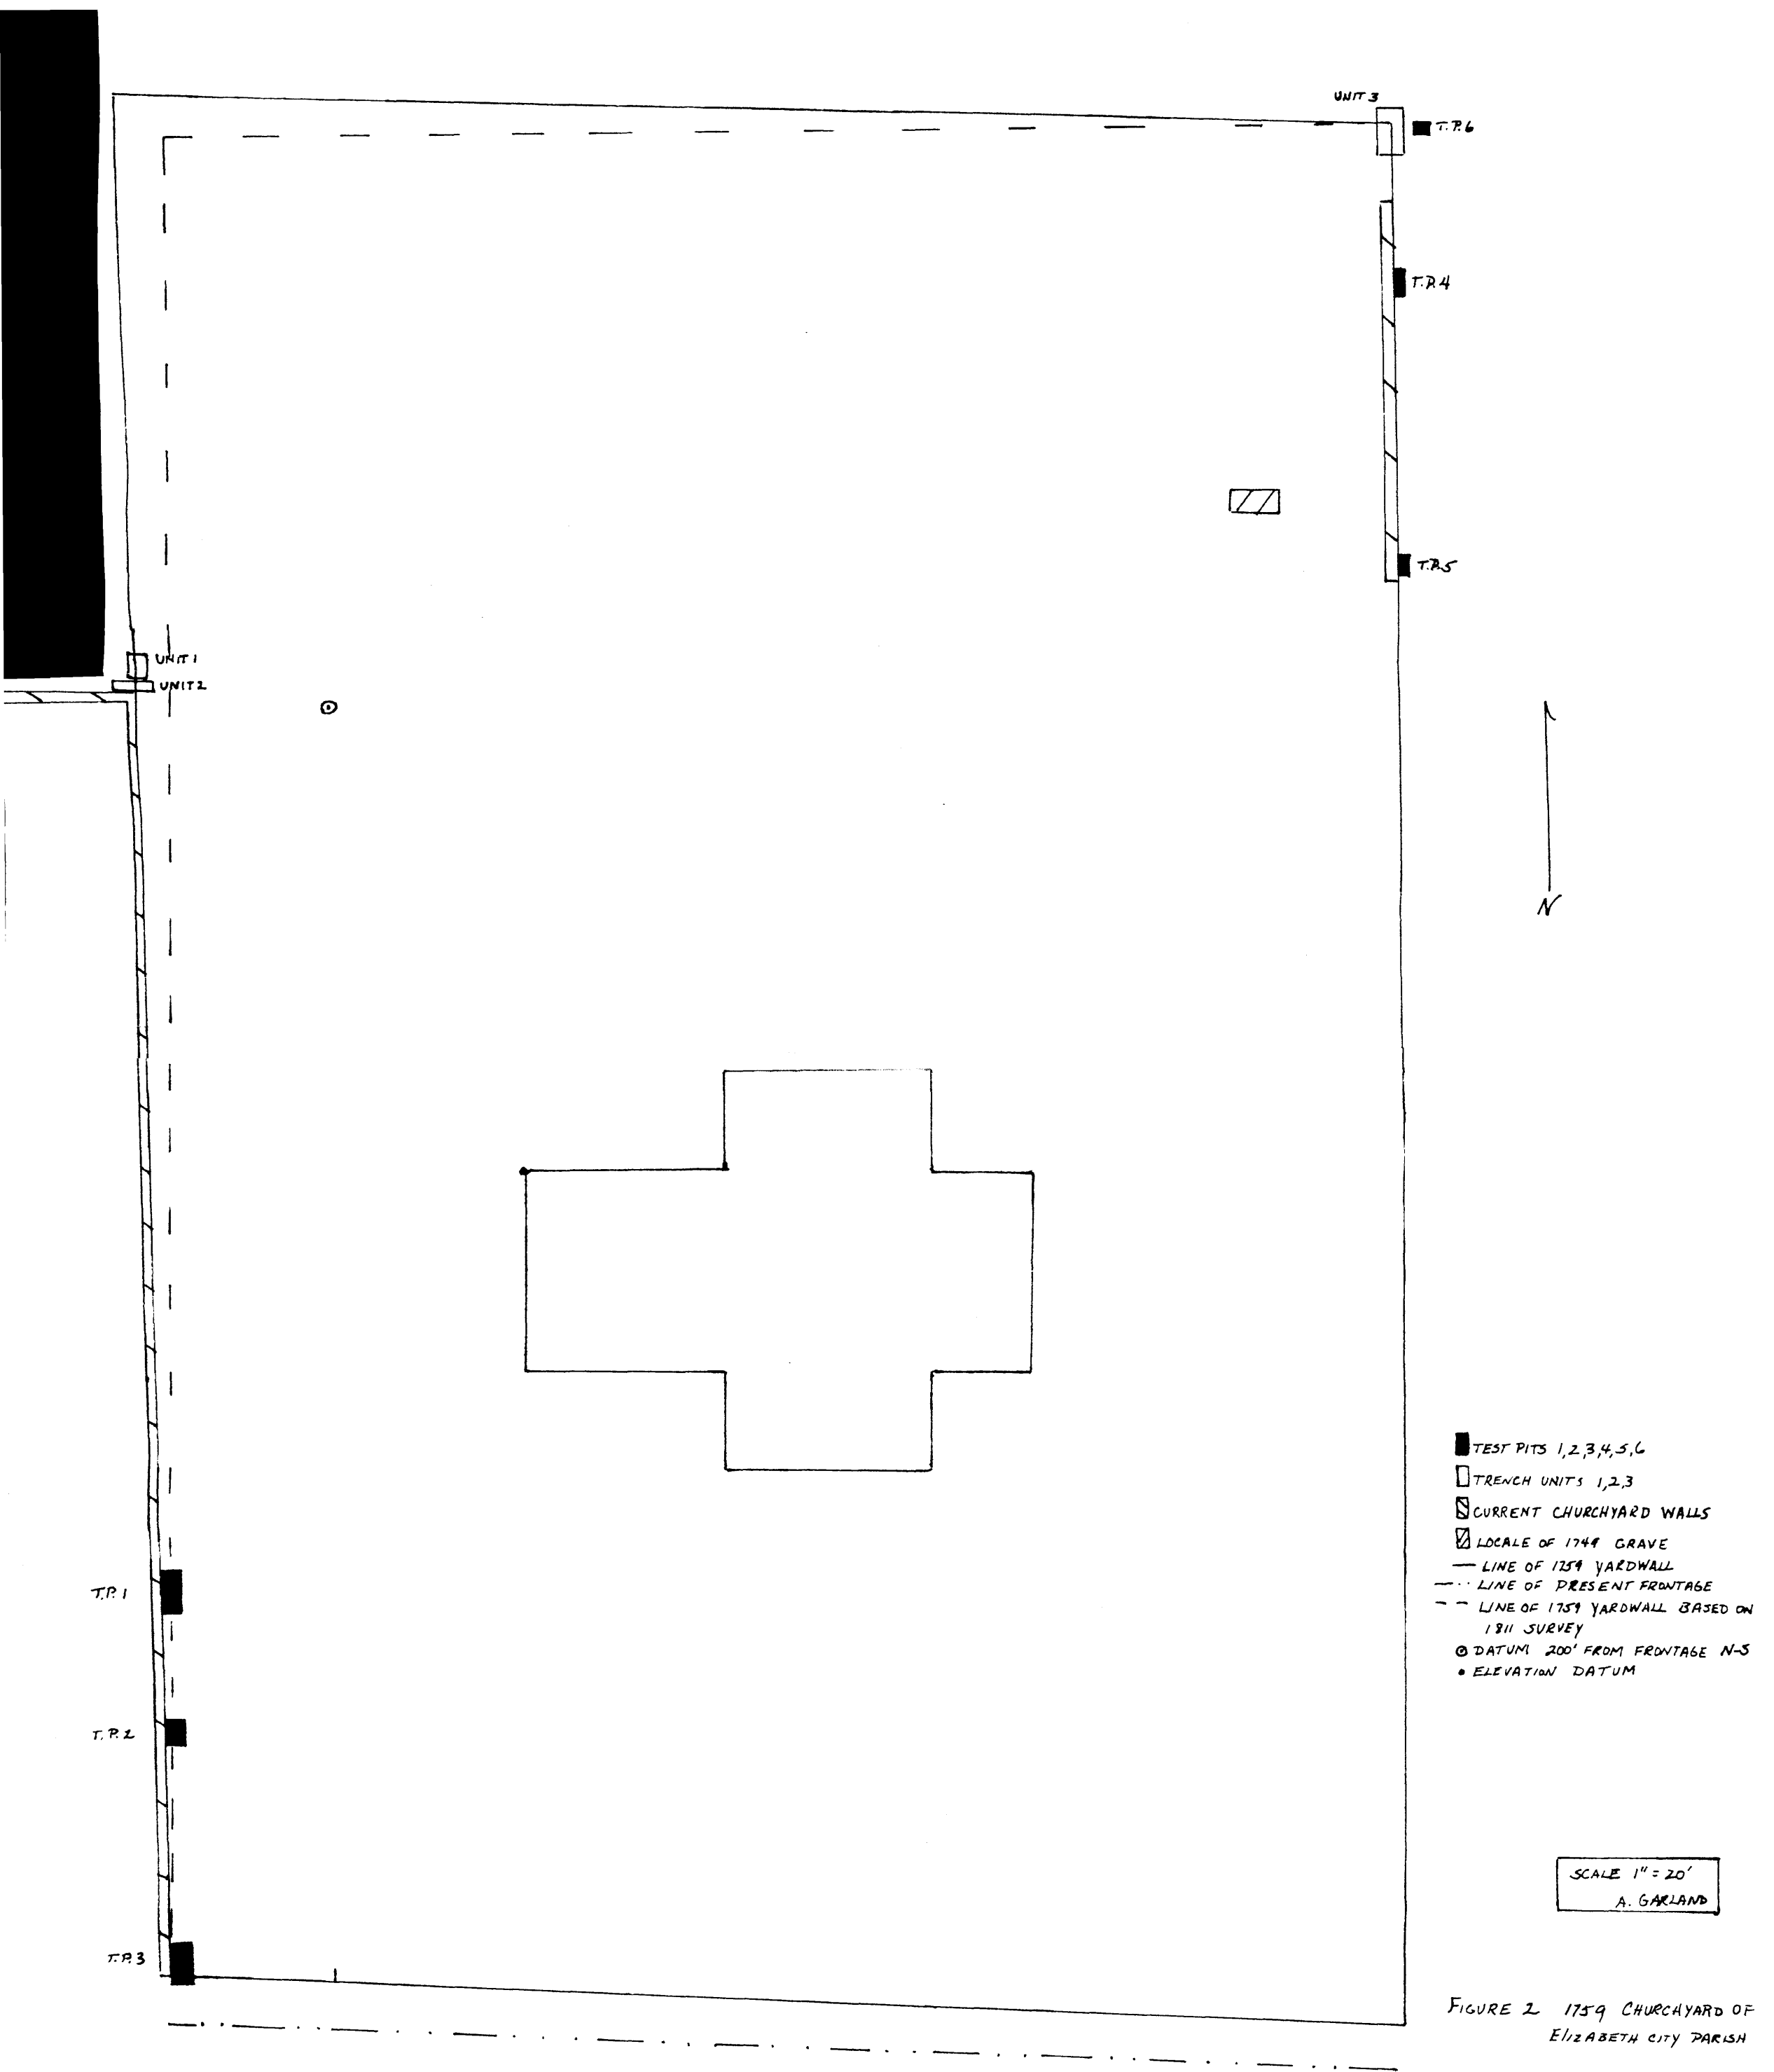 UNIT 3
T.P.6
T.P.4
T.P.5
UNIT 1
UNIT 2
N
TEST PITS 1,2,3,4,5,6
TRENCH UNITS 1,2,3
CURRENT CHURCHYARD WALLS
LOCALE OF 1749 GRAVE
LINE OF 1759 YARDWALL
LINE OF PRESENT FRONTAGE
LINE OF 1759 YARDWALL BASED ON
1811 SURVEY
DATUM 200' FROM FRONTAGE N-S
ELEVATION DATUM
T.P.1
T.P.2
T.P.3
SCALE 1" = 20'
A. GARLAND
FIGURE 2 1759 CHURCHYARD OF
ElIZABETH CITY PARISH